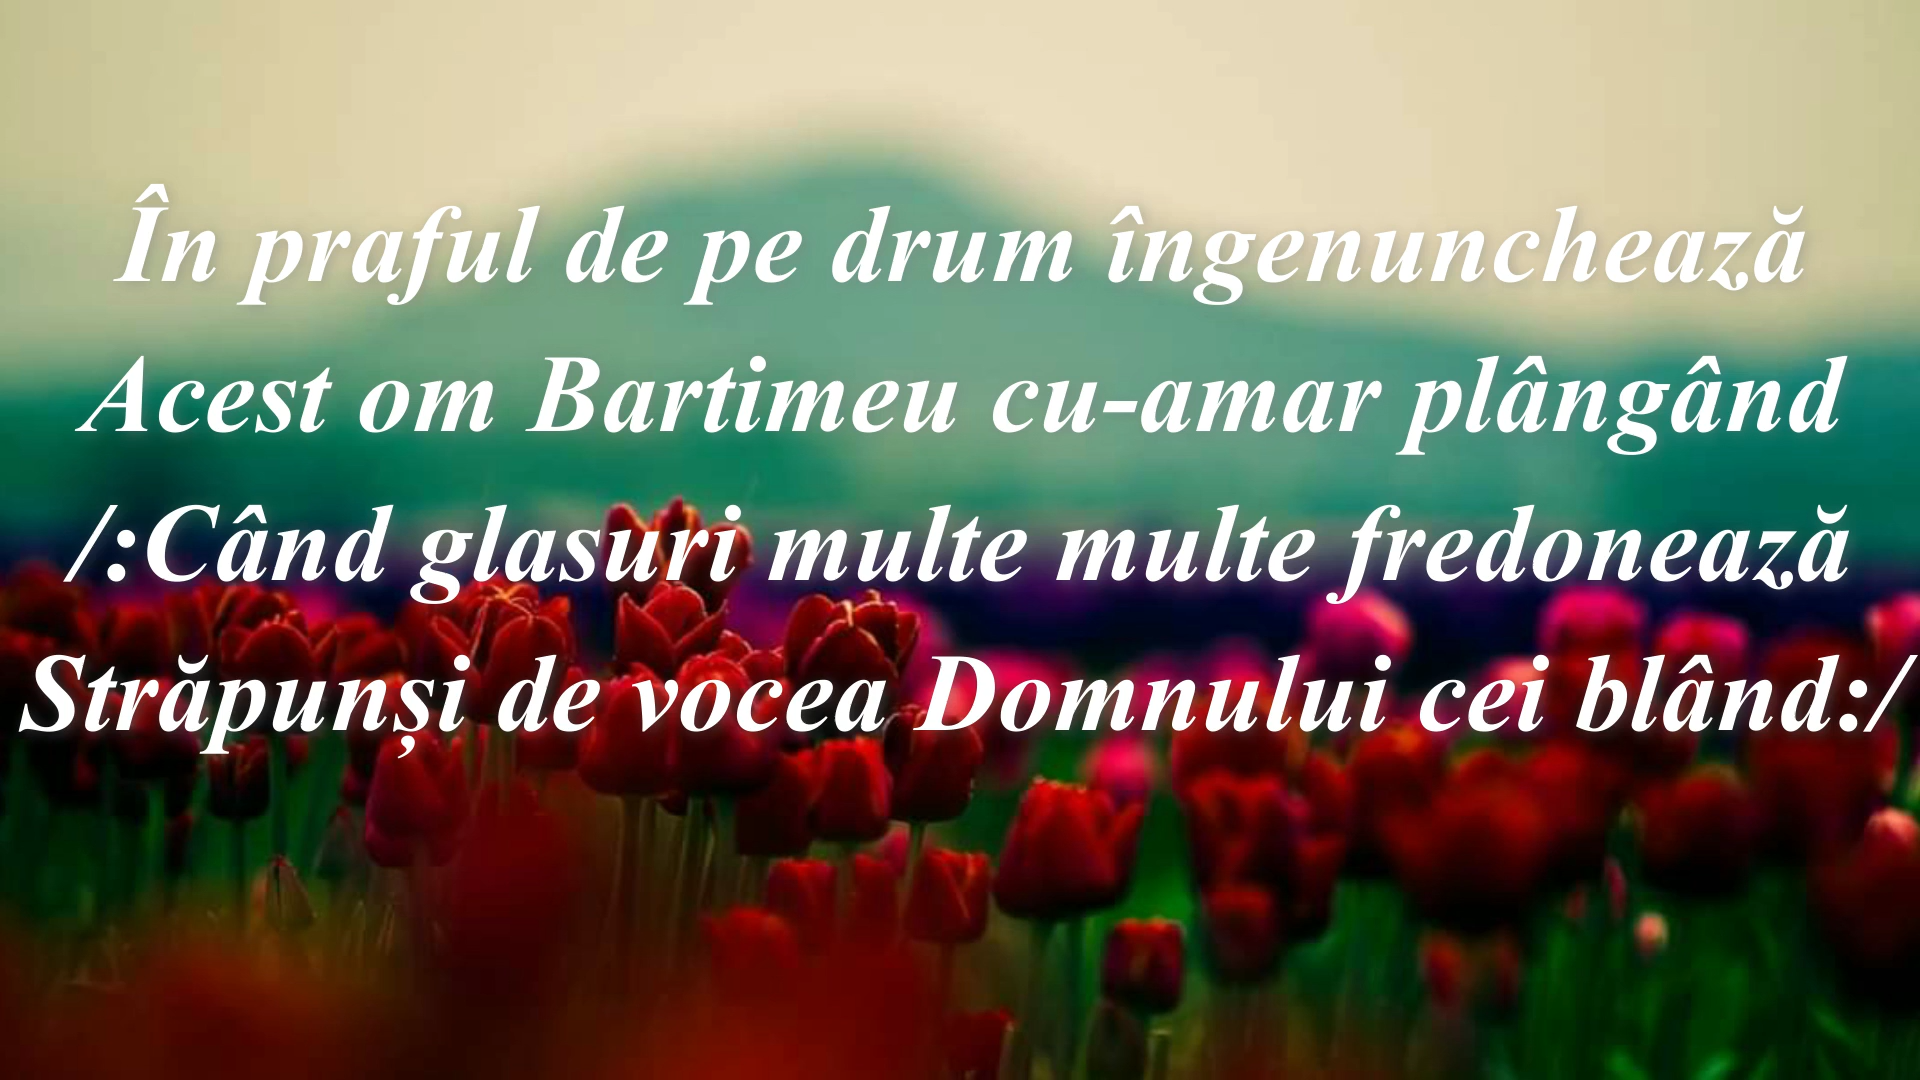 În praful de pe drum îngenunchează
Acest om Bartimeu cu-amar plângând
/:Când glasuri multe multe fredonează
Străpunși de vocea Domnului cei blând:/